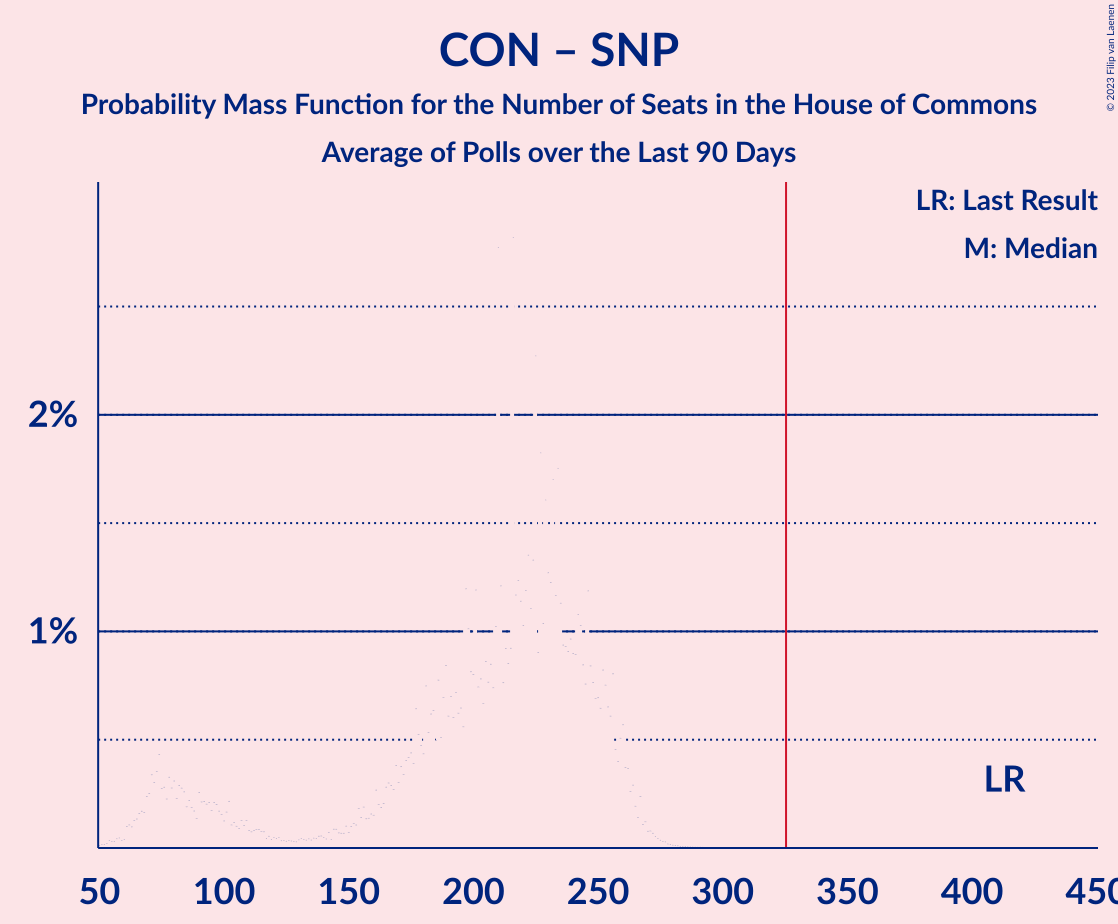 CON – SNP
Probability Mass Function for the Number of Seats in the House of Commons
Average of Polls over the Last 90 Days
© 2023 Filip van Laenen
LR: Last Result
M: Median
2%
1%
LR
50 100 150 200 250 300 350 400 450